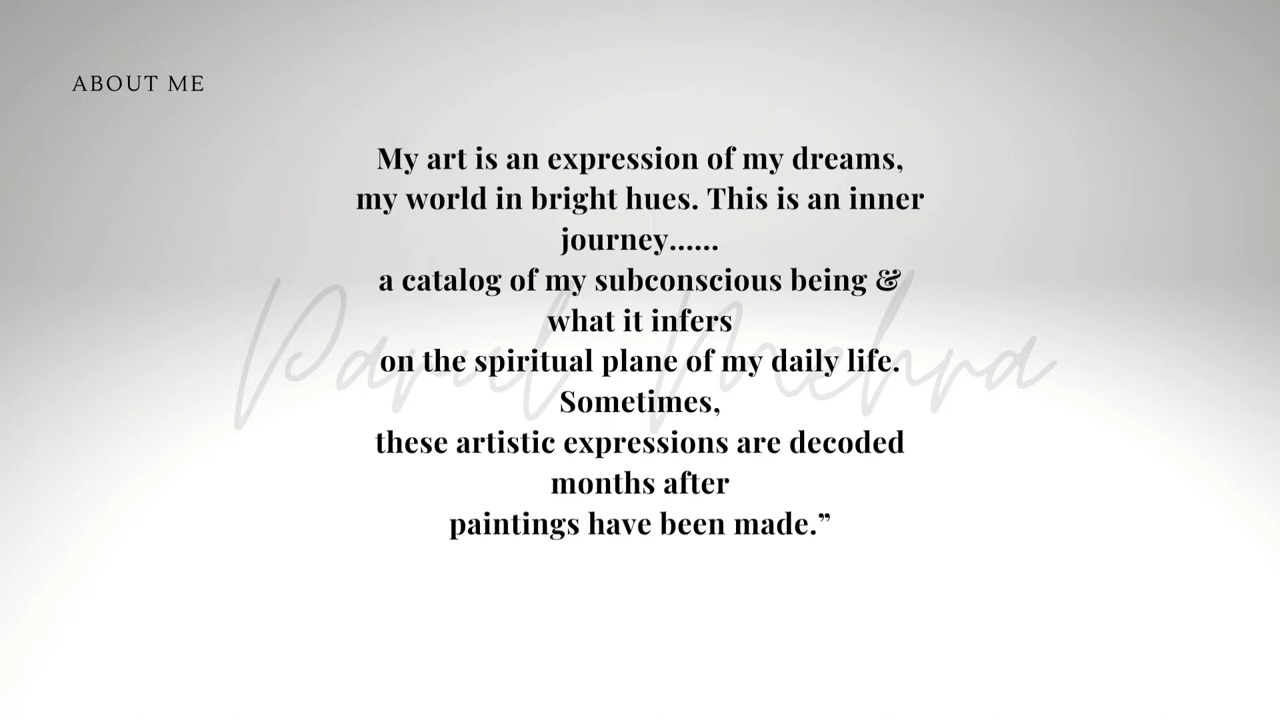 ABOUT ME
My art is an expression of my dreams,
my world in bright hues. This is an inner
journey......
a catalog of my subconscious being &
what it infers
on the spiritual plane of my daily life.
Sometimes,
these artistic expressions are decoded
months after
paintings have been made.”
Parul Mehra